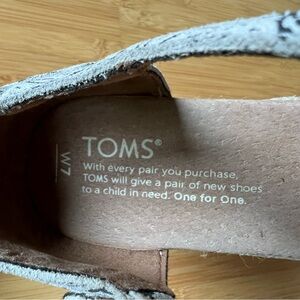 TOMS®
W7
With every pair you purchase,
TOMS will give a pair of new shoes
to a child in need. One for One.